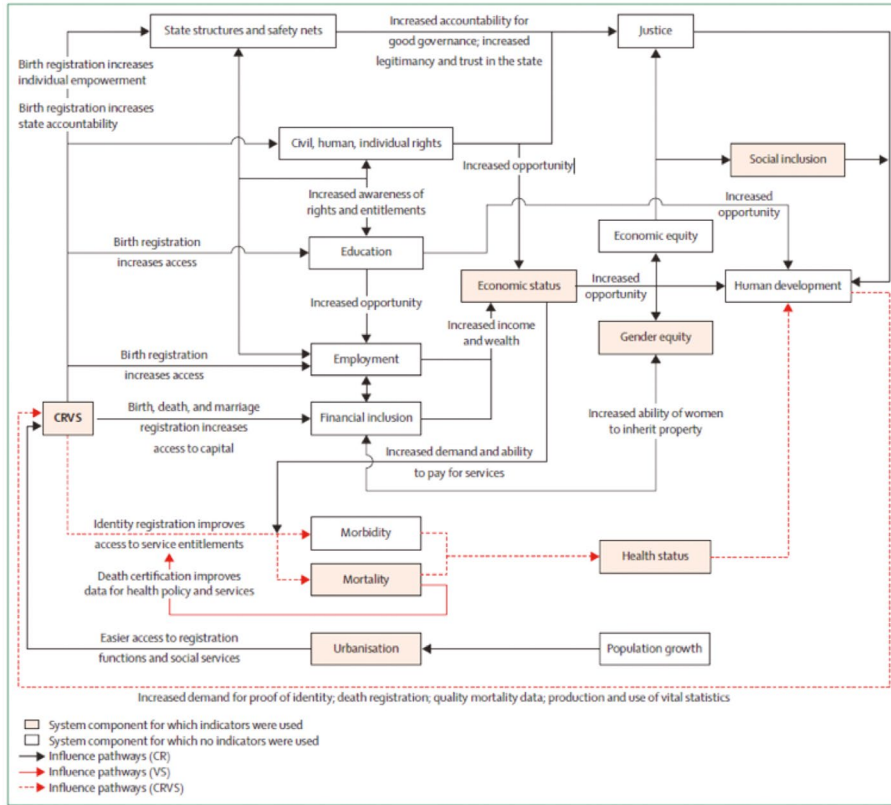 State structures and safety nets
Increased accountability for
good governance; increased
legitimancy and trust in the state
Justice
Birth registration increases
individual empowerment
Birth registration increases
state accountability
Civil, human, individual rights
Increased opportunity
Social inclusion
Increased awareness of
rights and entitlements
Increased
opportunity
Birth registration
increases access
Education
Economic equity
Economic status
Increased
opportunity
Human development
Increased opportunity
Increased income
and wealth
Gender equity
Birth registration
increases access
Employment
CRVS
Birth, death, and marriage
registration increases
access to capital
Financial inclusion
Increased ability of women
to inherit property
Increased demand and ability
to pay for services
Identity registration improves
access to service entitlements
Morbidity
Health status
Death certification improves
data for health policy and services
Mortality
Easier access to registration
functions and social services
Urbanisation
Population growth
Increased demand for proof of identity; death registration; quality mortality data; production and use of vital statistics
System component for which indicators were used
System component for which no indicators were used
Influence pathways (CR)
Influence pathways (VS)
Influence pathways (CRVS)